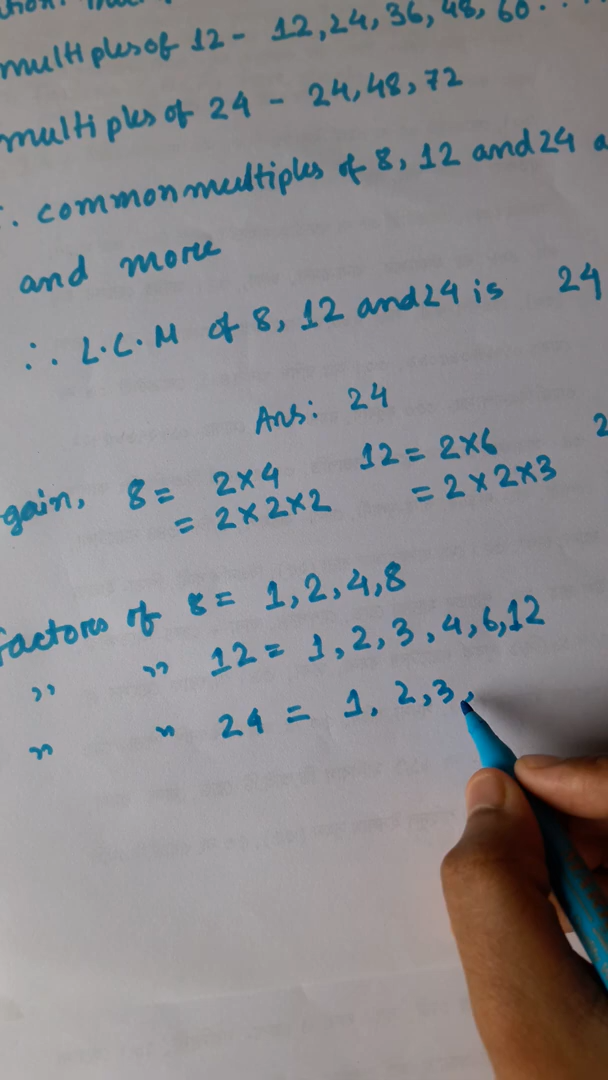 multiples of 12 - 12, 24, 36, 48, 60 . . . .
multiples of 24 - 24, 48, 72
∴ common multiples of 8, 12 and 24
and more
∴ L.C.M of 8, 12 and 24 is 24
Ans: 24
gain, 8 = 2×4 12 = 2×6 2
= 2×2×2 = 2×2×3
factors of 8 = 1, 2, 4, 8
,, ,, 12 = 1, 2, 3, 4, 6, 12
,, ,, 24 = 1, 2, 3,